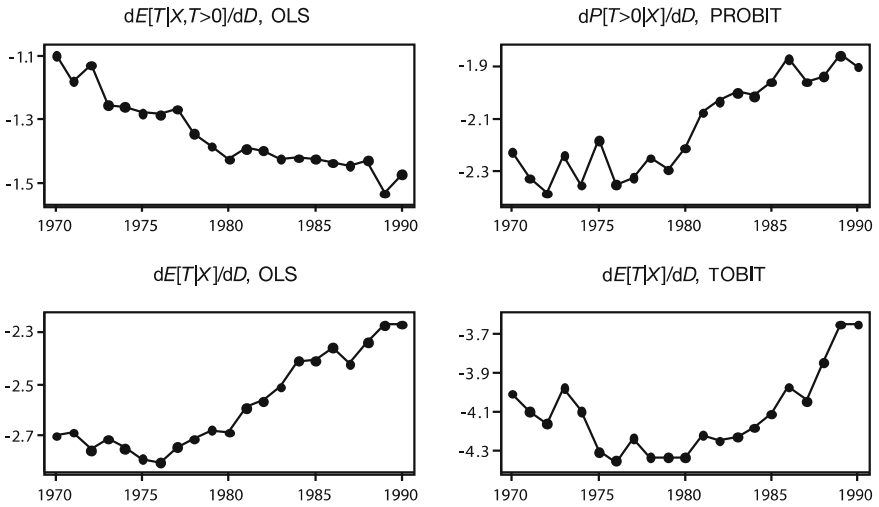 dE[T|X,T>0]/dD, OLS
-1.1
-1.3
-1.5
1970 1975 1980 1985 1990
dP[T>0|X]/dD, PROBIT
-1.9
-2.1
-2.3
1970 1975 1980 1985 1990
dE[T|X]/dD, OLS
-2.3
-2.5
-2.7
1970 1975 1980 1985 1990
dE[T|X]/dD, TOBIT
-3.7
-3.9
-4.1
-4.3
1970 1975 1980 1985 1990